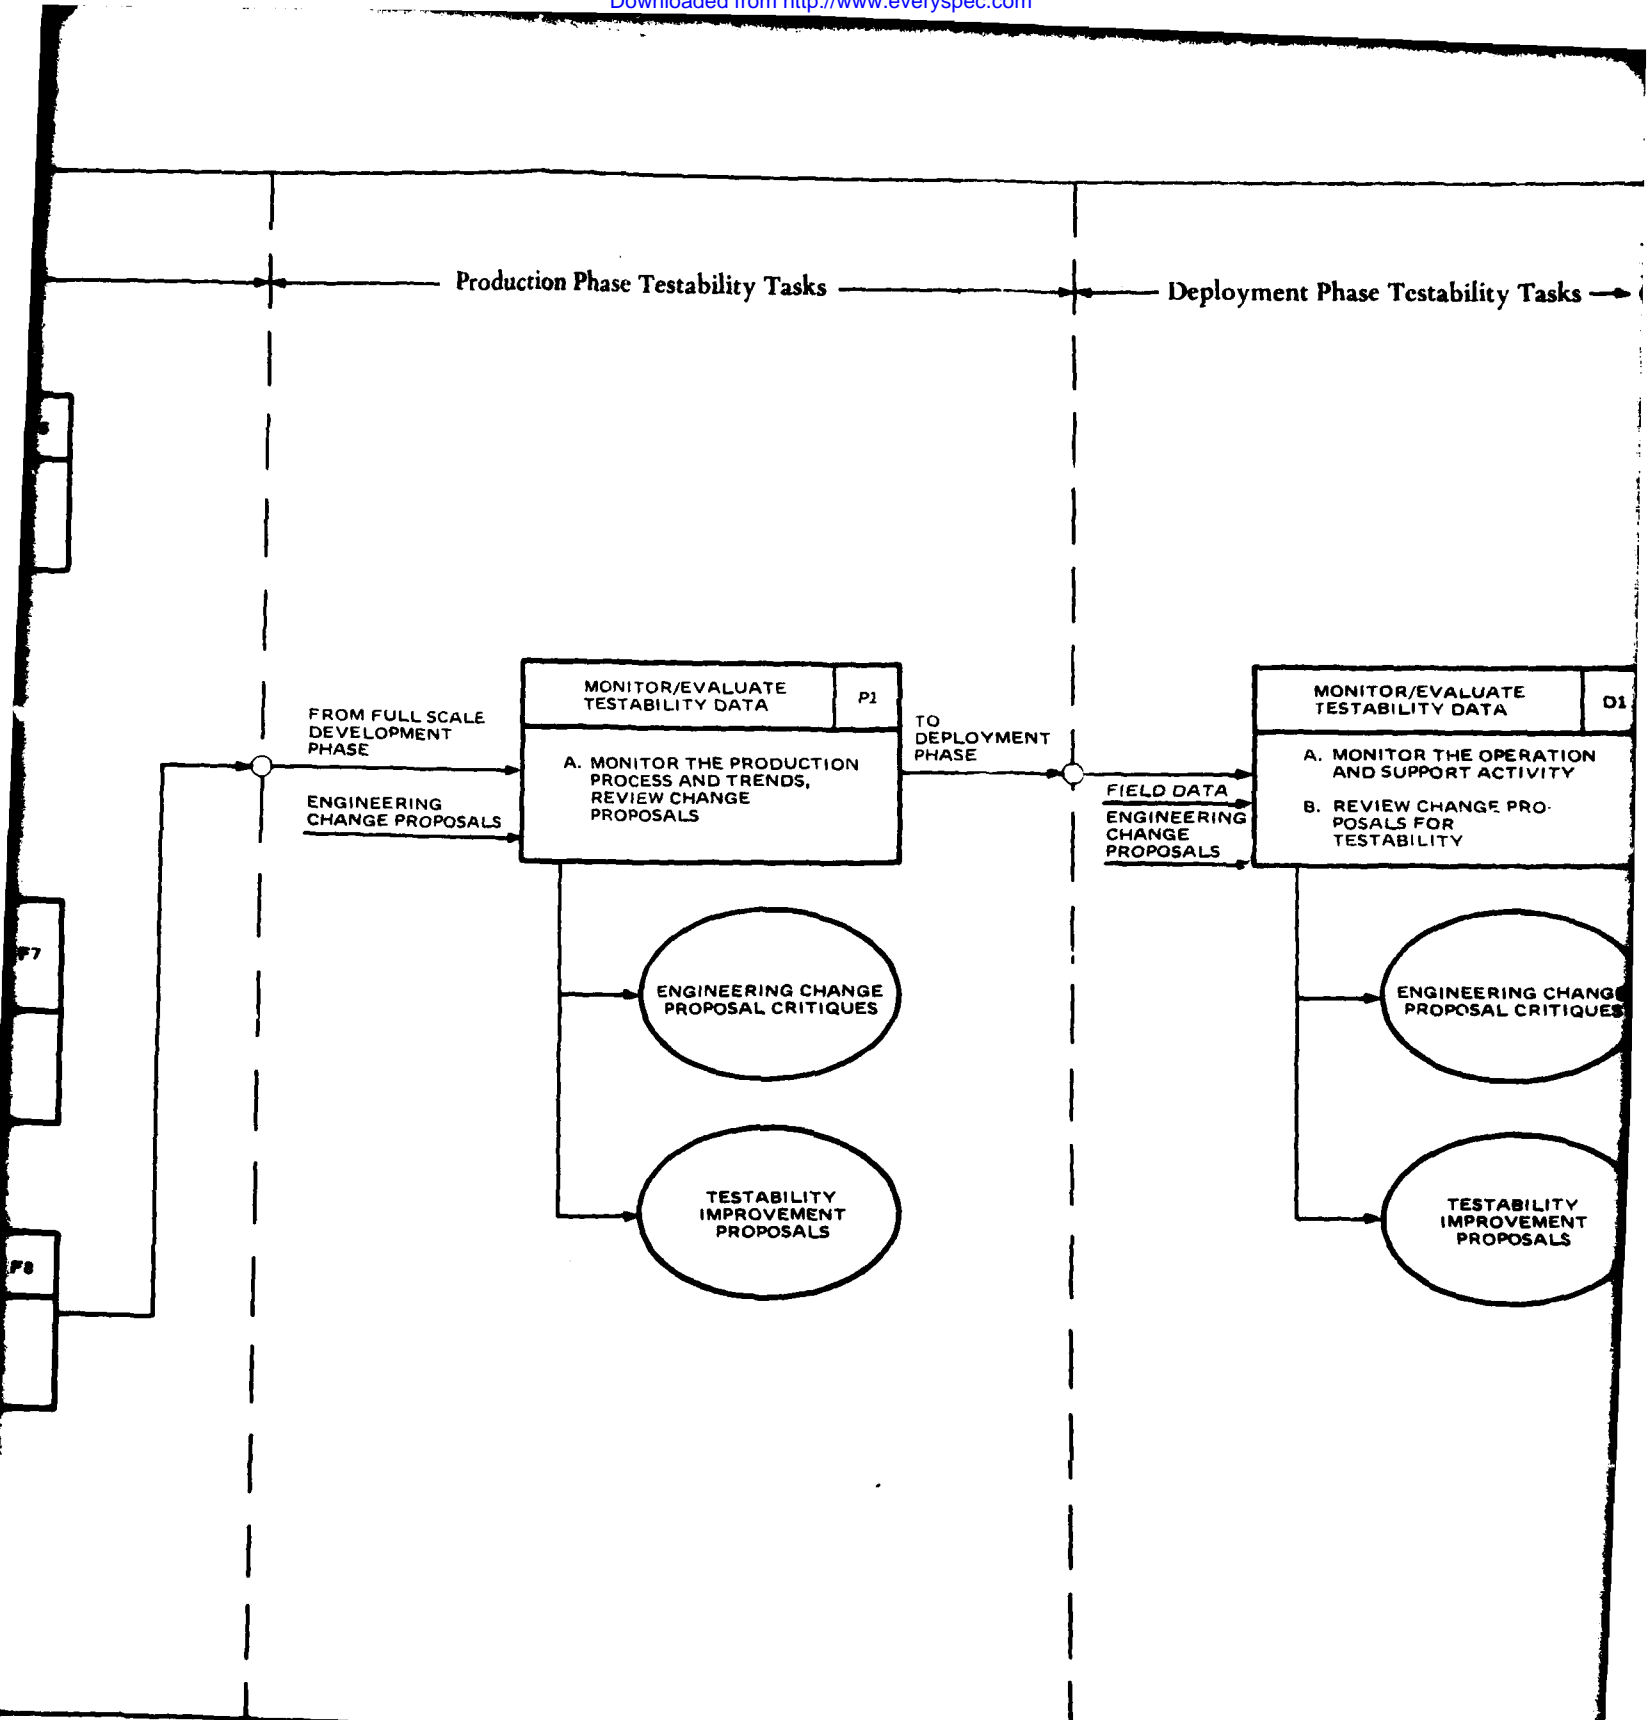 Downloaded from http://www.everyspec.com
Production Phase Testability Tasks
Deployment Phase Testability Tasks
MONITOR/EVALUATE
TESTABILITY DATA
P1
FROM FULL SCALE
DEVELOPMENT
PHASE
ENGINEERING
CHANGE PROPOSALS
A. MONITOR THE PRODUCTION
PROCESS AND TRENDS,
REVIEW CHANGE
PROPOSALS
TO
DEPLOYMENT
PHASE
MONITOR/EVALUATE
TESTABILITY DATA
D1
FIELD DATA
ENGINEERING
CHANGE
PROPOSALS
A. MONITOR THE OPERATION
AND SUPPORT ACTIVITY
B. REVIEW CHANGE PRO-
POSALS FOR
TESTABILITY
F7
ENGINEERING CHANGE
PROPOSAL CRITIQUES
ENGINEERING CHANG
PROPOSAL CRITIQUES
TESTABILITY
IMPROVEMENT
PROPOSALS
TESTABILITY
IMPROVEMENT
PROPOSALS
F8